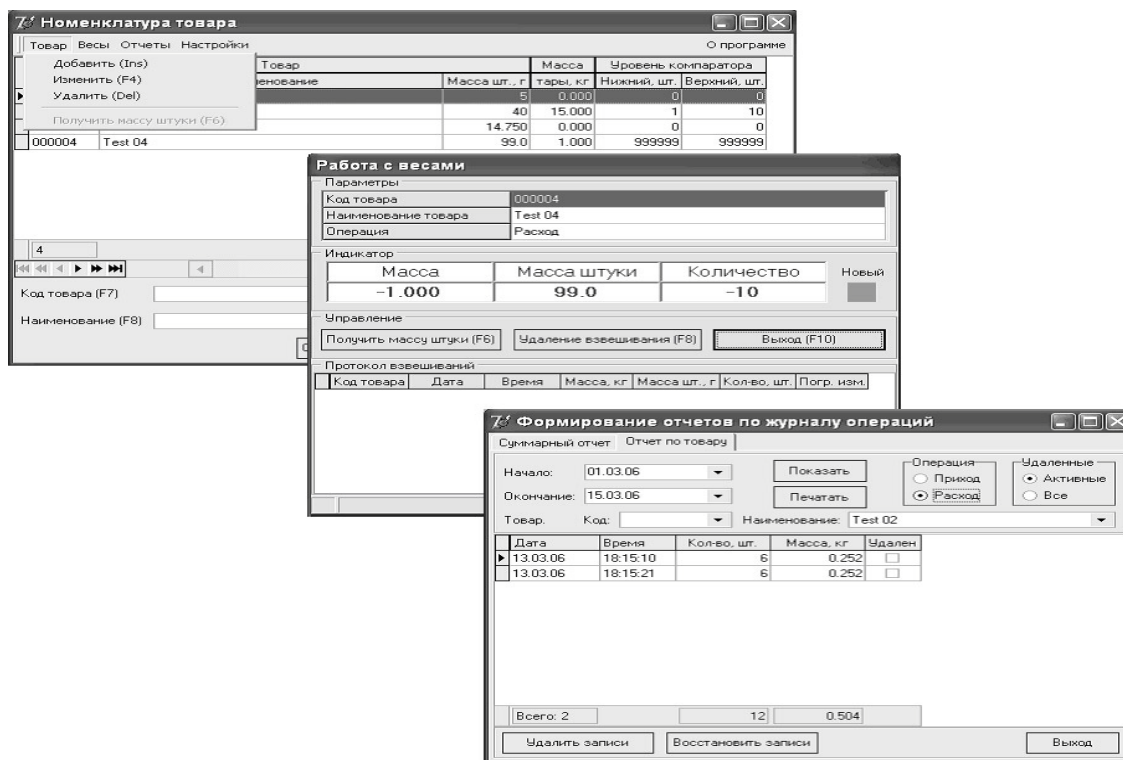 Номенклатура товара
Товар Весы Отчеты Настройки О программе
Добавить (Ins)
Изменить (F4)
Удалить (Del)
Получить массу штуки (F6)
Товар Масса Уровень компаратора
Масса шт., г тары, кг Нижний, шт. Верхний, шт.
5 0.000 0 0
40 15.000 1 10
14.750 0.000 0 0
000004 Test 04 99.0 1.000 999999 999999
4
Код товара (F7)
Наименование (F8)
Работа с весами
Параметры
Код товара 000004
Наименование товара Test 04
Операция Расход
Индикатор
Масса Масса штуки Количество Новый
-1.000 99.0 -10
Управление
Получить массу штуки (F6) Удаление взвешивания (F8) Выход (F10)
Протокол взвешиваний
Код товара Дата Время Масса, кг Масса шт., г Кол-во, шт. Погр. изм.
Формирование отчетов по журналу операций
Суммарный отчет Отчет по товару
Начало: 01.03.06 Показать Операция Удаленные
Приход Активные
Окончание: 15.03.06 Печатать Расход Все
Товар. Код: Наименование: Test 02
Дата Время Кол-во, шт. Масса, кг Удален
13.03.06 18:15:10 6 0.252
13.03.06 18:15:21 6 0.252
Всего: 2 12 0.504
Удалить записи Восстановить записи Выход